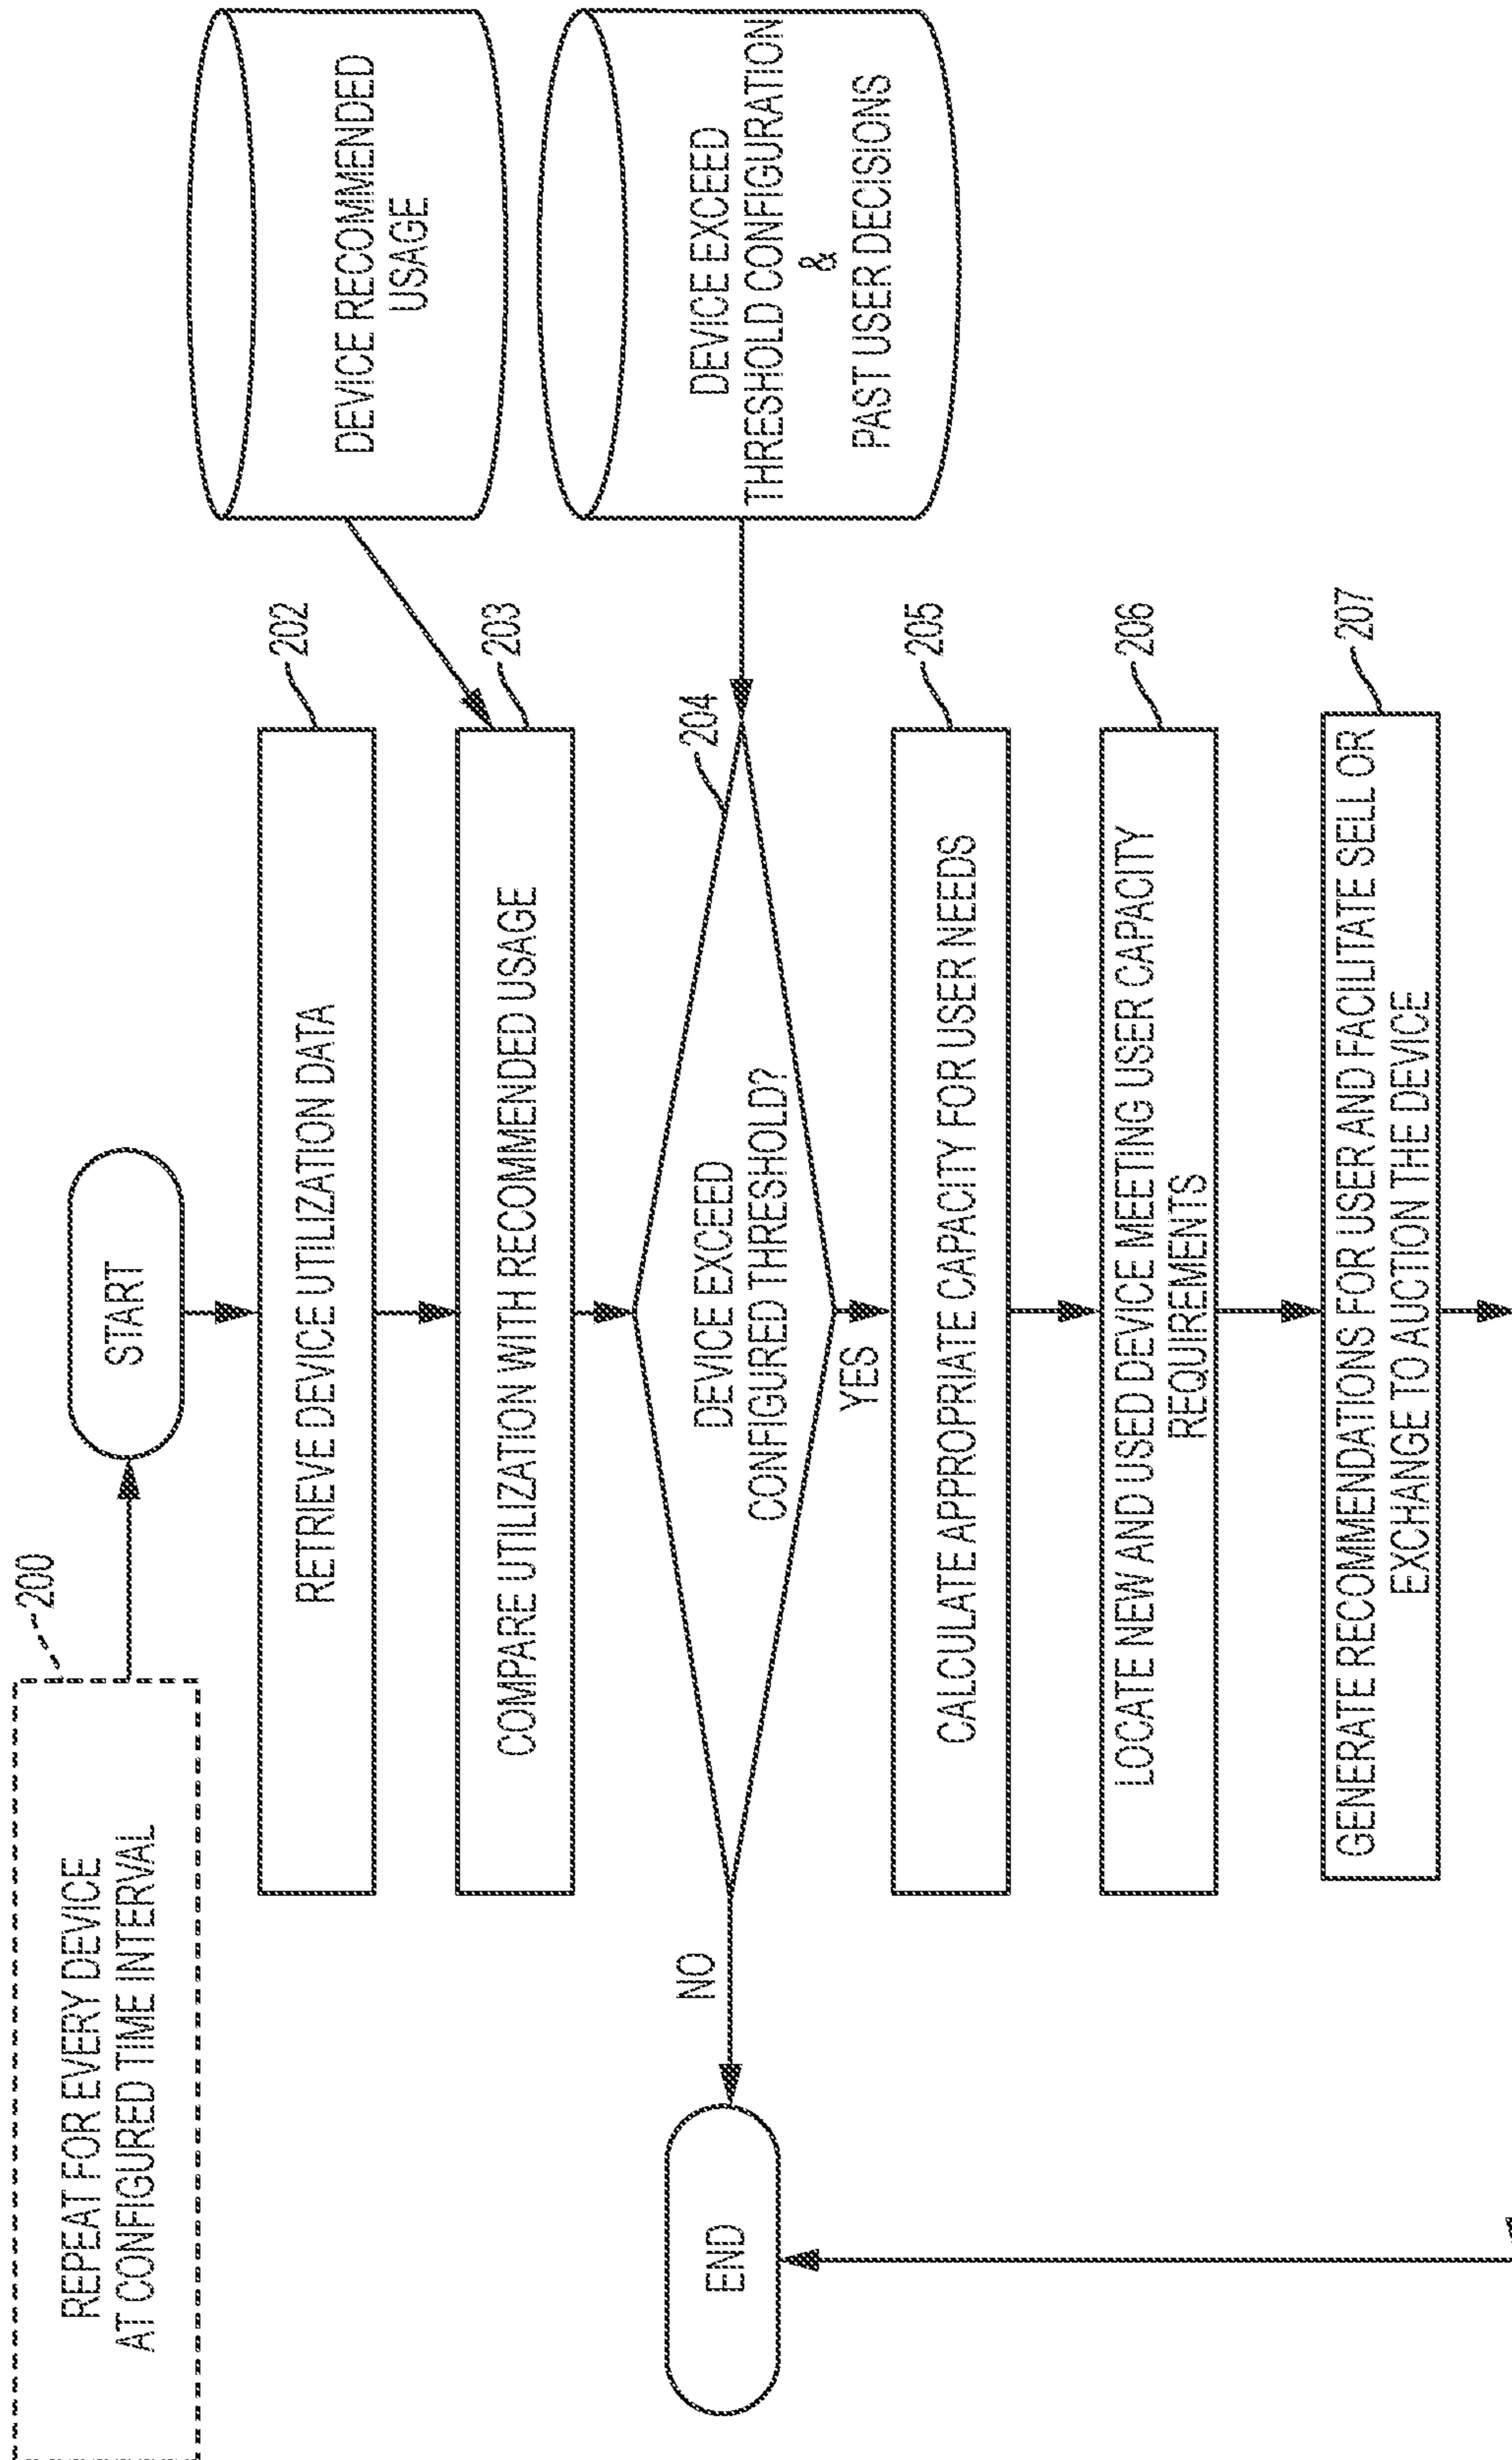 REPEAT FOR EVERY DEVICE
AT CONFIGURED TIME INTERVAL
200
START
RETRIEVE DEVICE UTILIZATION DATA
202
DEVICE RECOMMENDED
USAGE
COMPARE UTILIZATION WITH RECOMMENDED USAGE
203
DEVICE EXCEED
CONFIGURED THRESHOLD?
204
DEVICE EXCEED
THRESHOLD CONFIGURATION
&
PAST USER DECISIONS
NO
END
YES
CALCULATE APPROPRIATE CAPACITY FOR USER NEEDS
205
LOCATE NEW AND USED DEVICE MEETING USER CAPACITY
REQUIREMENTS
206
GENERATE RECOMMENDATIONS FOR USER AND FACILITATE SELL OR
EXCHANGE TO AUCTION THE DEVICE
207